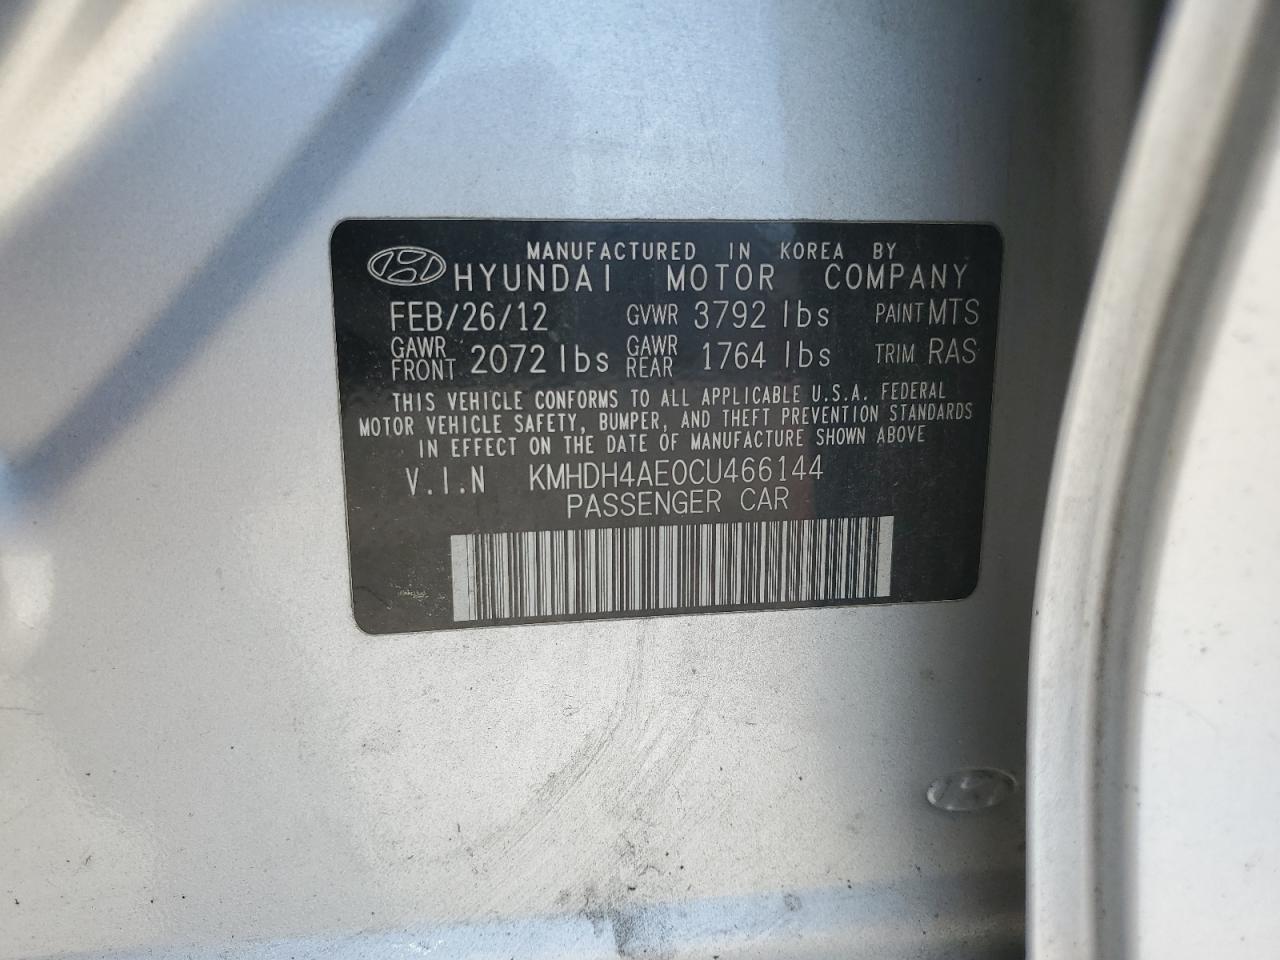 MANUFACTURED IN KOREA BY
HYUNDAI MOTOR COMPANY
FEB/26/12 GVWR 3792 lbs PAINT MTS
GAWR FRONT 2072 lbs GAWR REAR 1764 lbs TRIM RAS
THIS VEHICLE CONFORMS TO ALL APPLICABLE U.S.A. FEDERAL
MOTOR VEHICLE SAFETY, BUMPER, AND THEFT PREVENTION STANDARDS
IN EFFECT ON THE DATE OF MANUFACTURE SHOWN ABOVE
V.I.N KMHDH4AE0CU466144
PASSENGER CAR